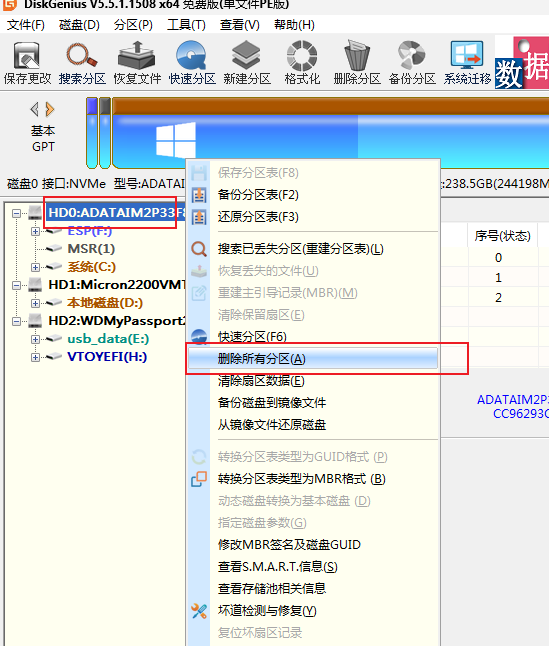 DiskGenius V5.5.1.1508 x64 免费版(单文件PE版)
文件(F) 磁盘(D) 分区(P) 工具(T) 查看(V) 帮助(H)
保存更改 搜索分区 恢复文件 快速分区 新建分区 格式化 删除分区 备份分区 系统迁移 数据
基本
GPT
磁盘0 接口:NVMe 型号:ADATAI :238.5GB(244198M
HD0:ADATAIM2P33F8
ESP(F:)
MSR(1)
系统(C:)
HD1:Micron2200VMT
本地磁盘(D:)
HD2:WDMyPassport2
usb_data(E:)
VTOYEFI(H:)
保存分区表(F8)
备份分区表(F2)
还原分区表(F3)
搜索已丢失分区(重建分区表)(L)
恢复丢失的文件(U)
重建主引导记录(MBR)(M)
清除保留扇区(E)
快速分区(F6)
删除所有分区(A)
清除扇区数据(E)
备份磁盘到镜像文件
从镜像文件还原磁盘
转换分区表类型为GUID格式 (P)
转换分区表类型为MBR格式 (B)
动态磁盘转换为基本磁盘 (D)
指定磁盘参数(G)
修改MBR签名及磁盘GUID
查看S.M.A.R.T.信息(S)
查看存储池相关信息
坏道检测与修复(Y)
复位坏扇区记录
序号(状态)
0
1
2
ADATAIM2P3
CC96293C